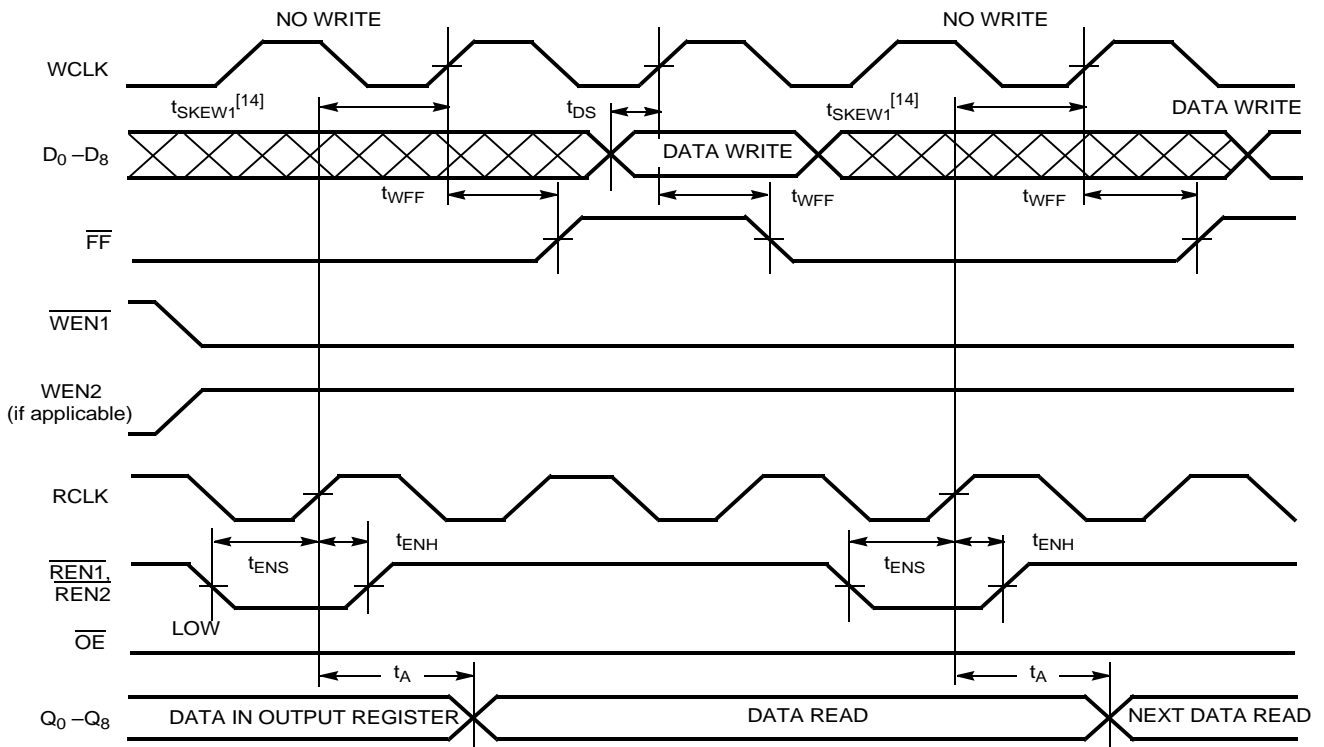 NO WRITE NO WRITE
WCLK
tSKEW1[14] tDS tSKEW1[14] DATA WRITE
D0 –D8 DATA WRITE
tWFF tWFF tWFF
FF
WEN1
WEN2
(if applicable)
RCLK
tENH tENH
tENS tENS
REN1,
REN2
LOW
OE
tA tA
Q0 –Q8 DATA IN OUTPUT REGISTER DATA READ NEXT DATA READ